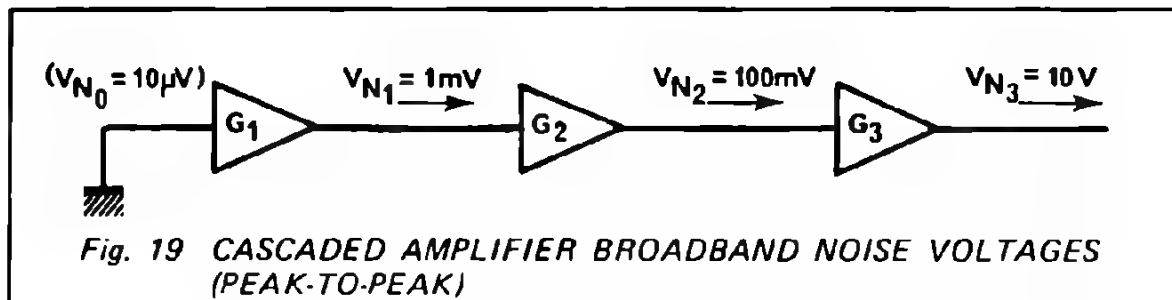 (VN0 = 10µV) VN1 = 1mV VN2 = 100mV VN3 = 10V
G1 G2 G3
Fig. 19 CASCADED AMPLIFIER BROADBAND NOISE VOLTAGES
(PEAK-TO-PEAK)